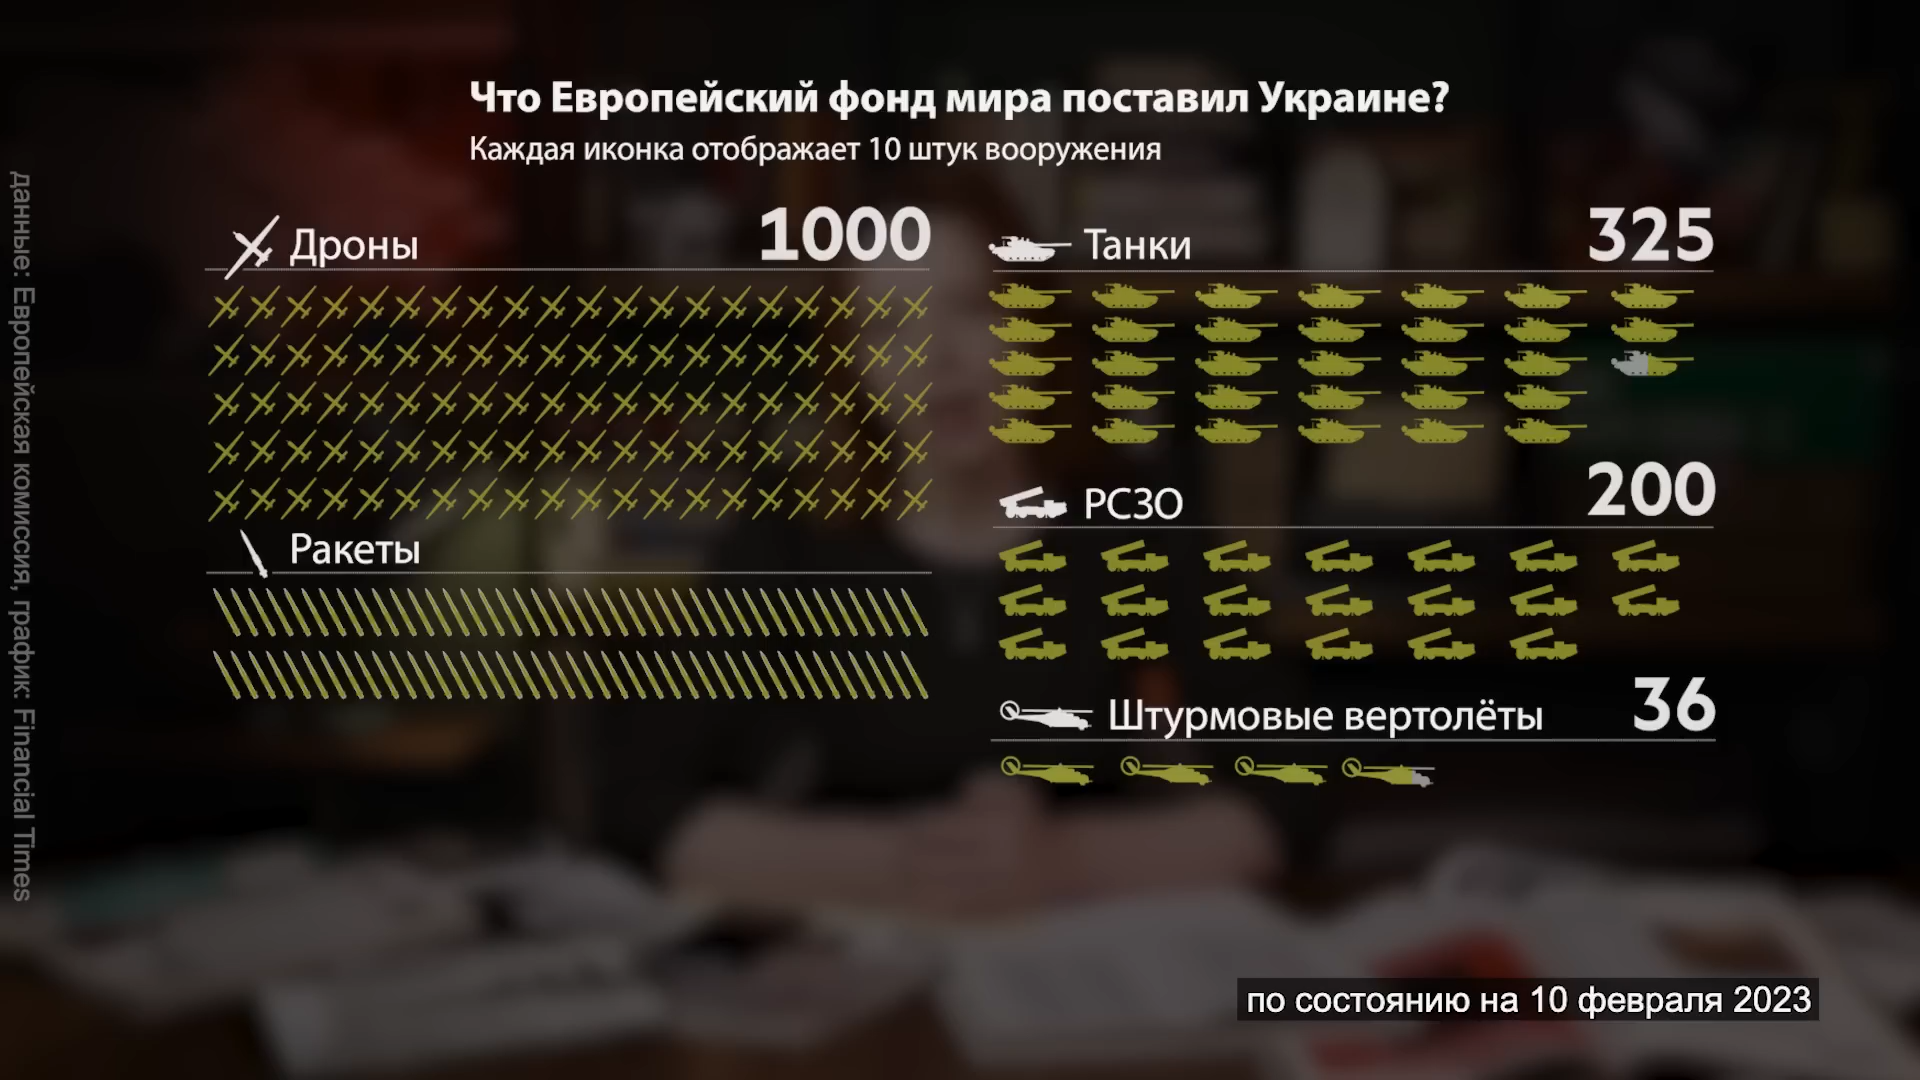 Что Европейский фонд мира поставил Украине?
Каждая иконка отображает 10 штук вооружения
Дроны 1000
Ракеты
Танки 325
РСЗО 200
Штурмовые вертолёты 36
данные: Европейская комиссия, график: Financial Times
по состоянию на 10 февраля 2023